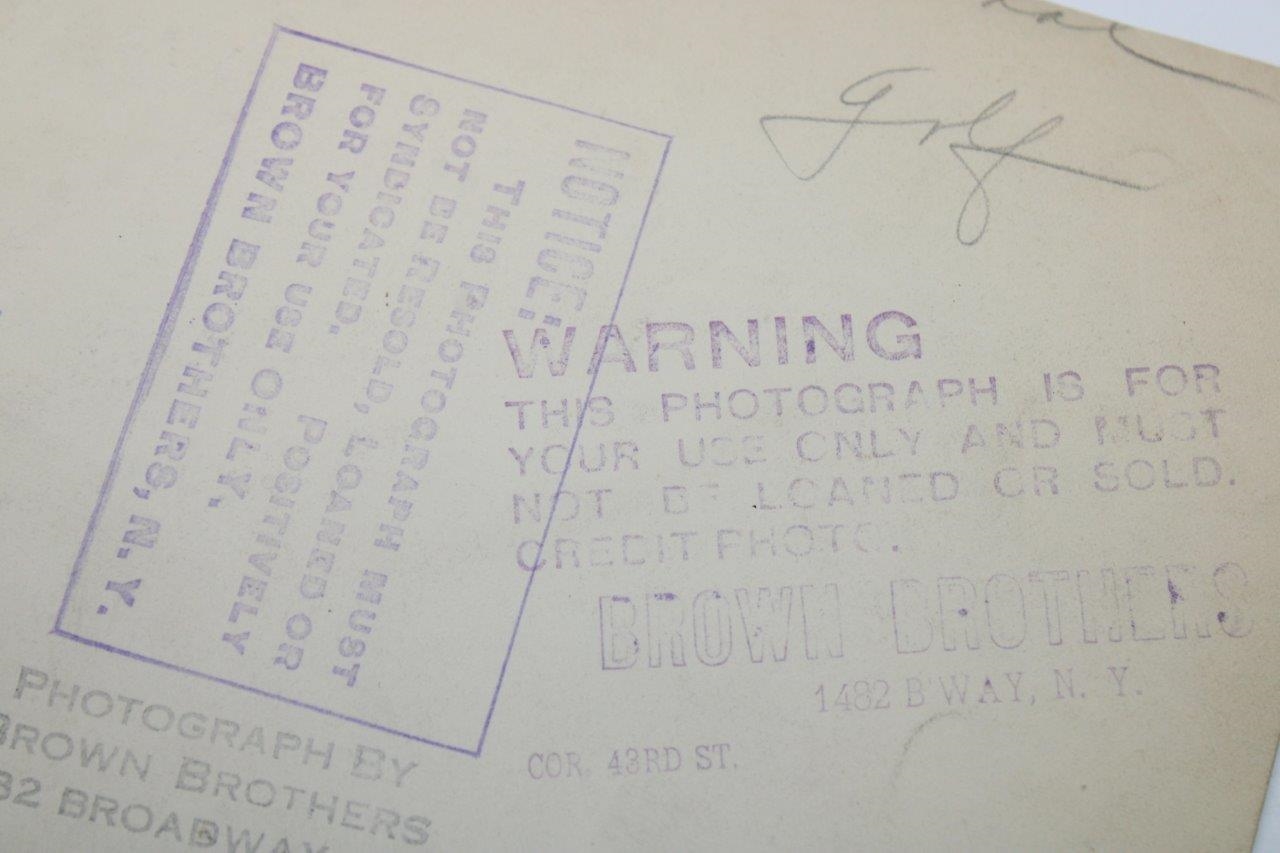 Golf
NOTICE:
THIS PHOTOGRAPH MUST
NOT BE RESOLD, LOANED OR
SYNDICATED. POSITIVELY
FOR YOUR USE ONLY.
BROWN BROTHERS, N. Y.
WARNING
THIS PHOTOGRAPH IS FOR
YOUR USE ONLY AND MUST
NOT BE LOANED OR SOLD.
CREDIT PHOTO.
BROWN BROTHERS
1482 B'WAY, N. Y.
COR. 43RD ST.
PHOTOGRAPH BY
BROWN BROTHERS
82 BROADWAY